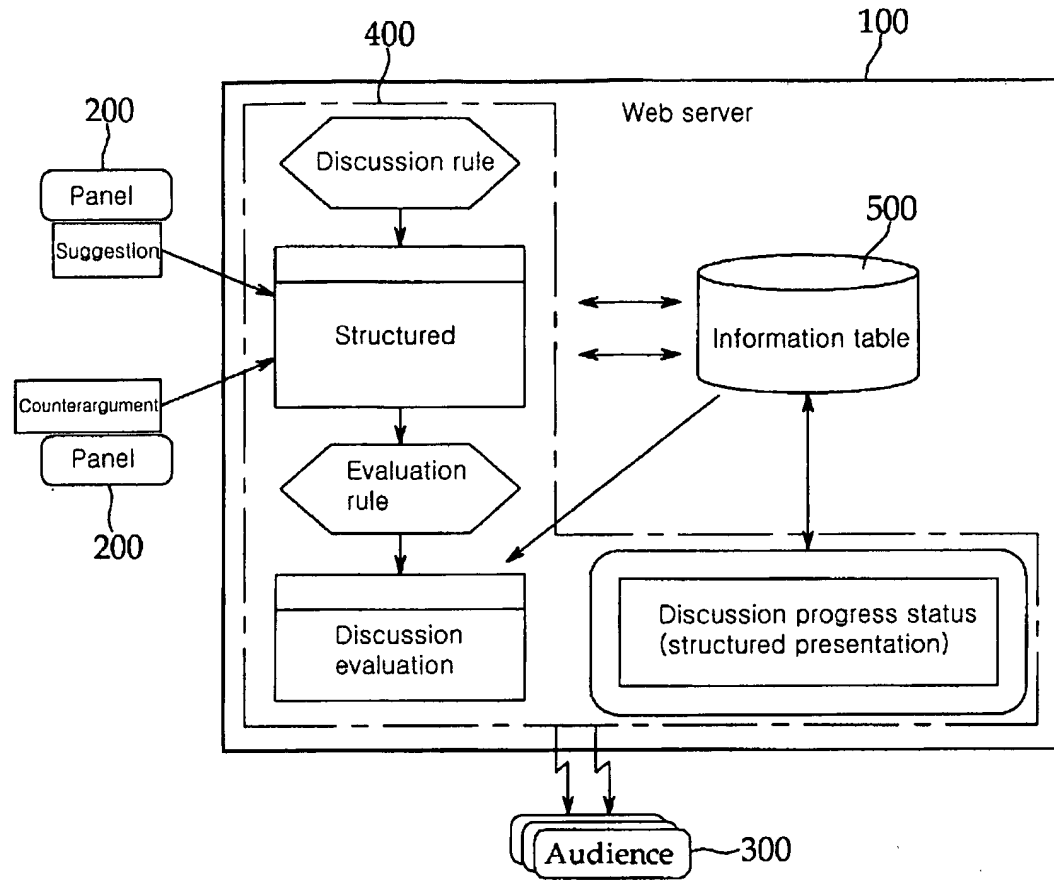 400
100
200
Web server
Discussion rule
Panel
Suggestion
500
Structured
Information table
Counterargument
Panel
Evaluation
rule
200
Discussion progress status
(structured presentation)
Discussion
evaluation
Audience
300